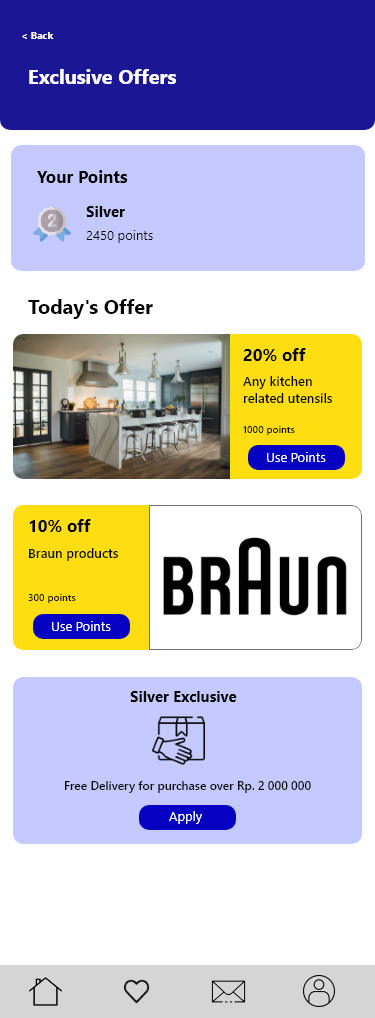 < Back
Exclusive Offers
Your Points
2
Silver
2450 points
Today's Offer
20% off
Any kitchen
related utensils
1000 points
Use Points
10% off
Braun products
300 points
Use Points
BRAUN
Silver Exclusive
Free Delivery for purchase over Rp. 2 000 000
Apply